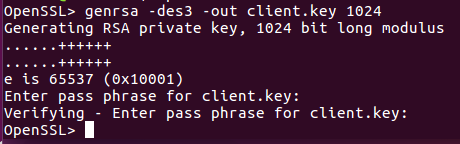 OpenSSL> genrsa -des3 -out client.key 1024
Generating RSA private key, 1024 bit long modulus
......++++++
......++++++
e is 65537 (0x10001)
Enter pass phrase for client.key:
Verifying - Enter pass phrase for client.key:
OpenSSL>